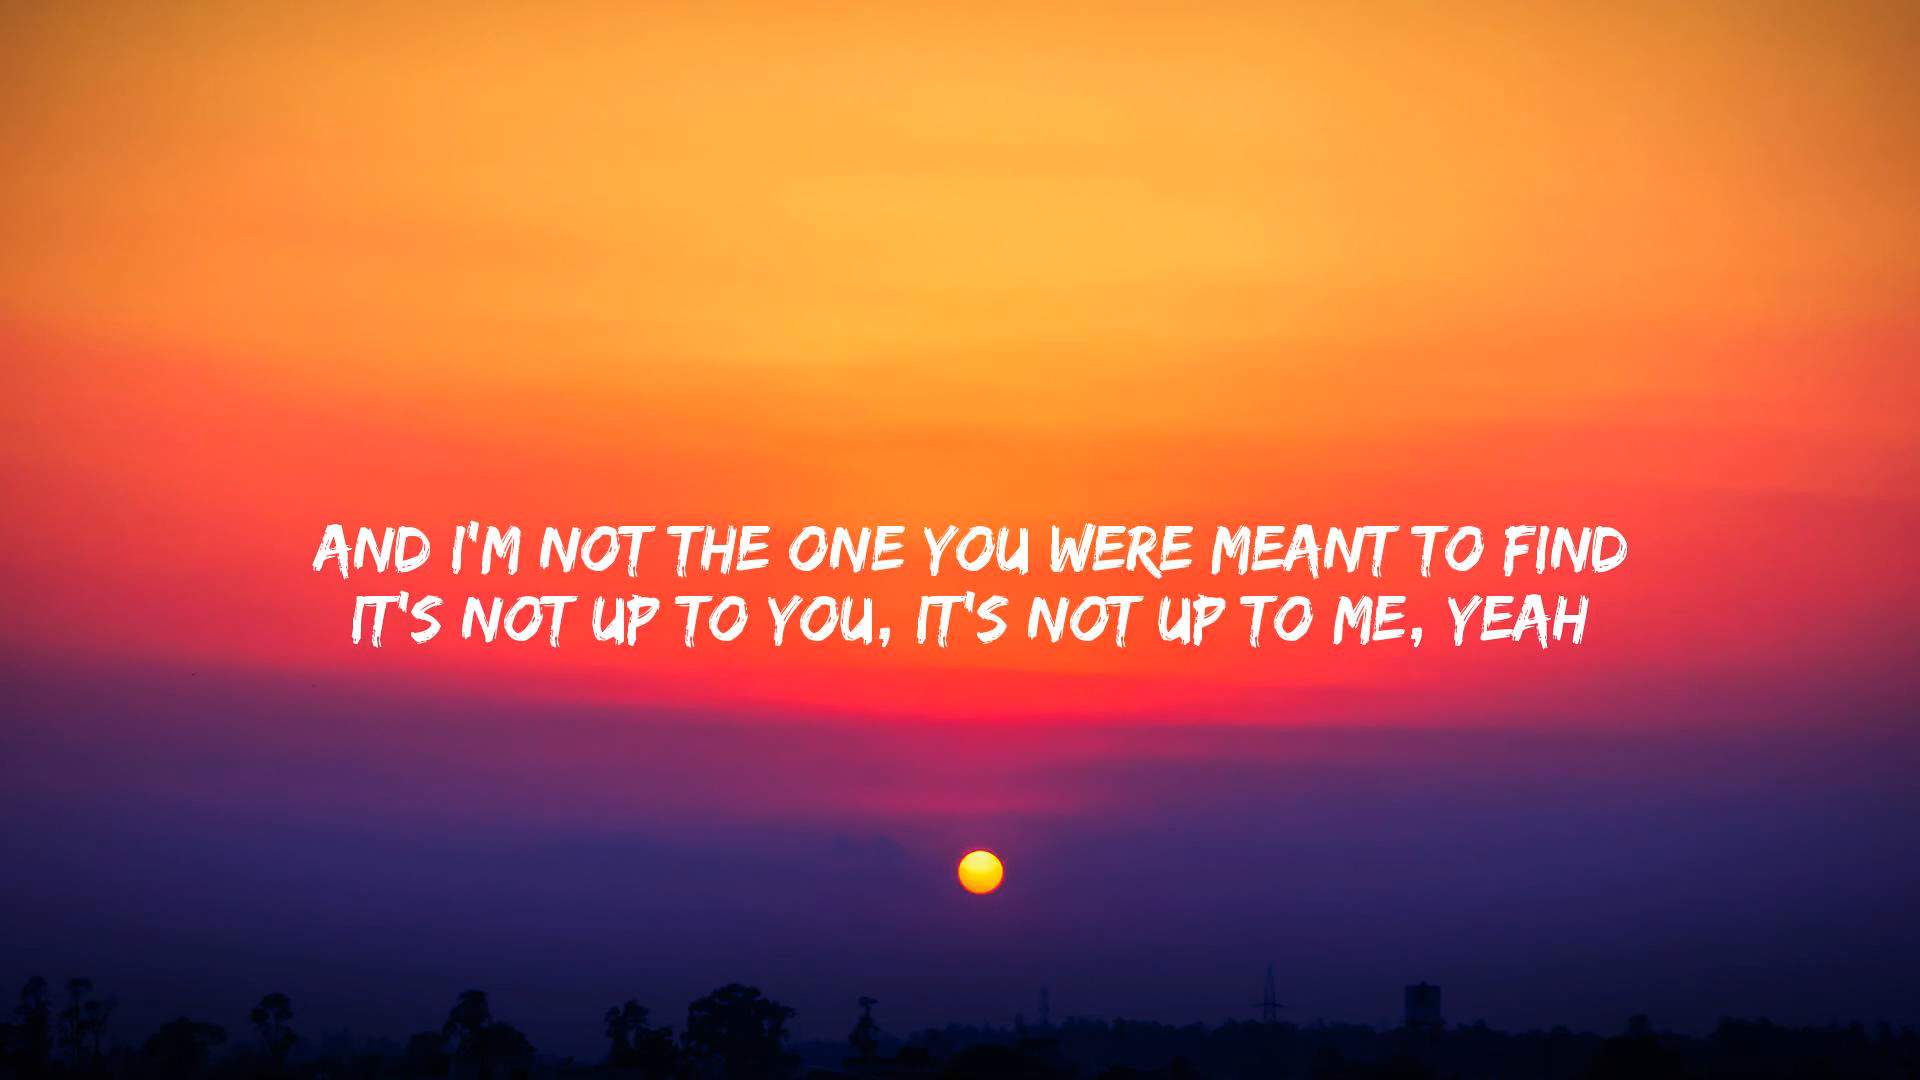 AND I'M NOT THE ONE YOU WERE MEANT TO FIND
IT'S NOT UP TO YOU, IT'S NOT UP TO ME, YEAH